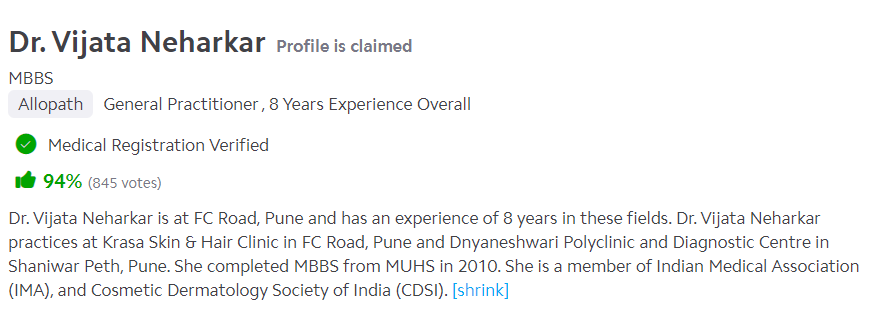 Dr. Vijata Neharkar Profile is claimed
MBBS
Allopath General Practitioner , 8 Years Experience Overall
Medical Registration Verified
94% (845 votes)
Dr. Vijata Neharkar is at FC Road, Pune and has an experience of 8 years in these fields. Dr. Vijata Neharkar
practices at Krasa Skin & Hair Clinic in FC Road, Pune and Dnyaneshwari Polyclinic and Diagnostic Centre in
Shaniwar Peth, Pune. She completed MBBS from MUHS in 2010. She is a member of Indian Medical Association
(IMA), and Cosmetic Dermatology Society of India (CDSI). [shrink]